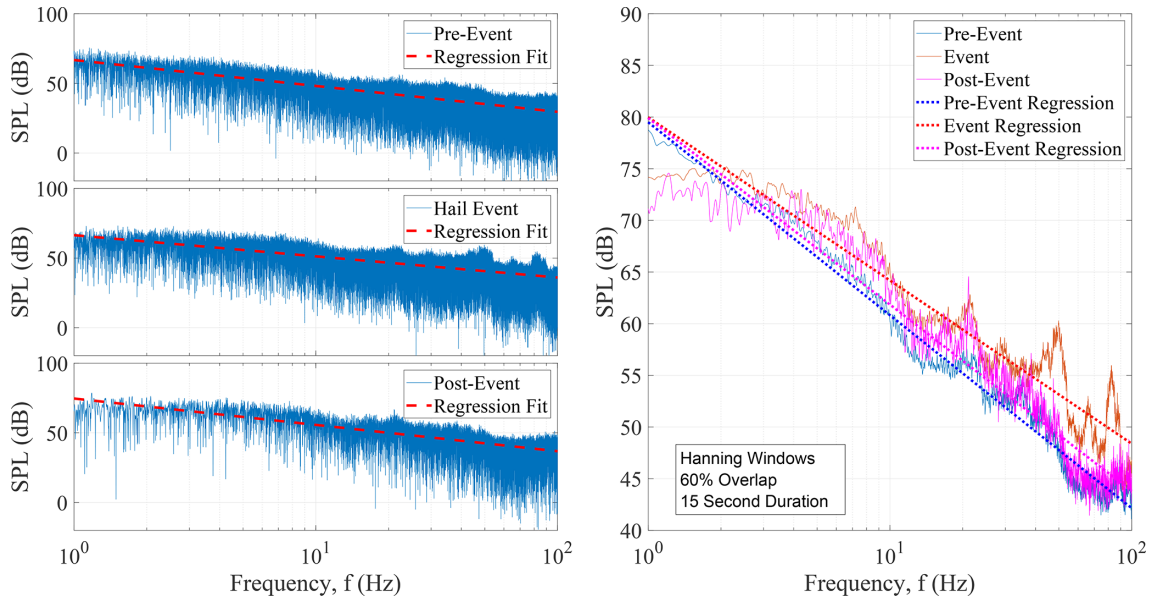 100
50
0
SPL (dB)
Pre-Event
Regression Fit
100
50
0
SPL (dB)
Hail Event
Regression Fit
100
50
0
SPL (dB)
Post-Event
Regression Fit
10^0
10^1
10^2
Frequency, f (Hz)
90
85
80
75
70
65
60
55
50
45
40
SPL (dB)
Pre-Event
Event
Post-Event
Pre-Event Regression
Event Regression
Post-Event Regression
Hanning Windows
60% Overlap
15 Second Duration
10^0
10^1
10^2
Frequency, f (Hz)